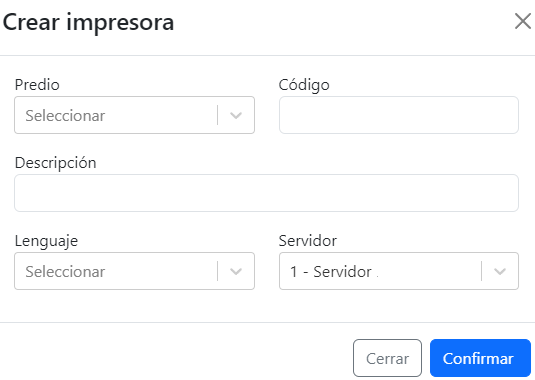 Crear impresora
Predio Código
Seleccionar
Descripción
Lenguaje Servidor
Seleccionar 1 - Servidor
Cerrar Confirmar